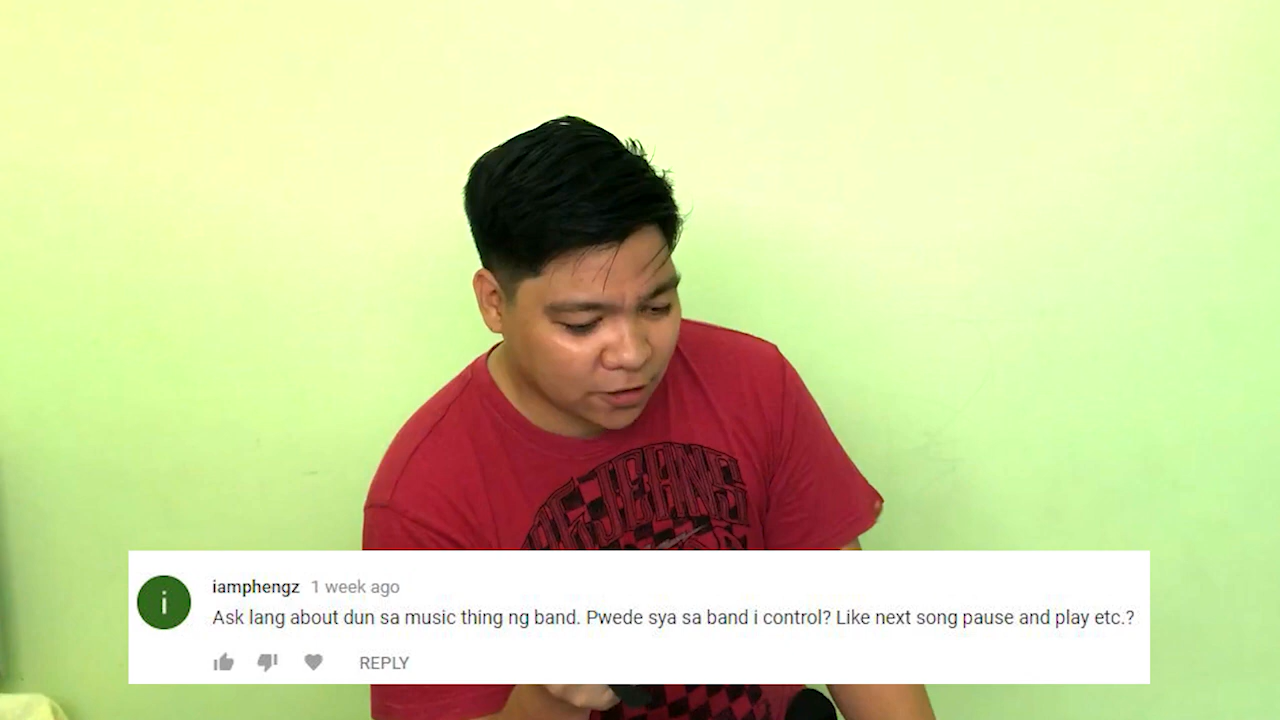 JEANS
iamphengz 1 week ago
Ask lang about dun sa music thing ng band. Pwede sya sa band i control? Like next song pause and play etc.?
REPLY
i